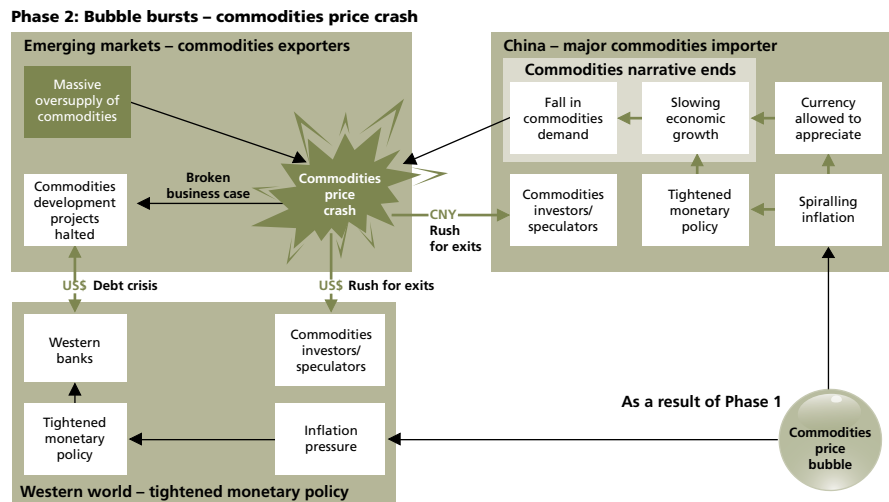 Phase 2: Bubble bursts – commodities price crash
Emerging markets – commodities exporters
Massive
oversupply of
commodities
Broken
business case
Commodities
price
crash
Commodities
development
projects
halted
CNY
Rush
for exits
US$ Debt crisis
US$ Rush for exits
China – major commodities importer
Commodities narrative ends
Fall in
commodities
demand
Slowing
economic
growth
Currency
allowed to
appreciate
Commodities
investors/
speculators
Tightened
monetary
policy
Spiralling
inflation
Western
banks
Commodities
investors/
speculators
Tightened
monetary
policy
Inflation
pressure
Western world – tightened monetary policy
As a result of Phase 1
Commodities
price
bubble